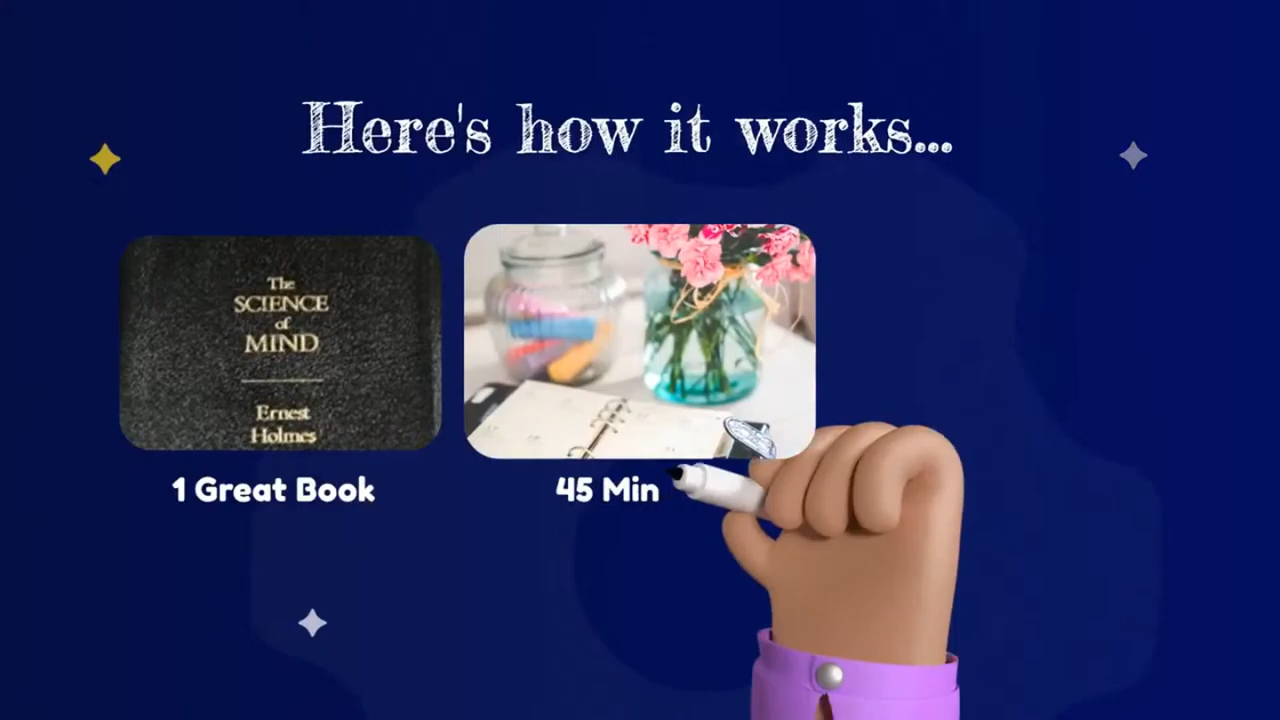 Here's how it works...
The
SCIENCE
of
MIND
Ernest
Holmes
1 Great Book
45 Min